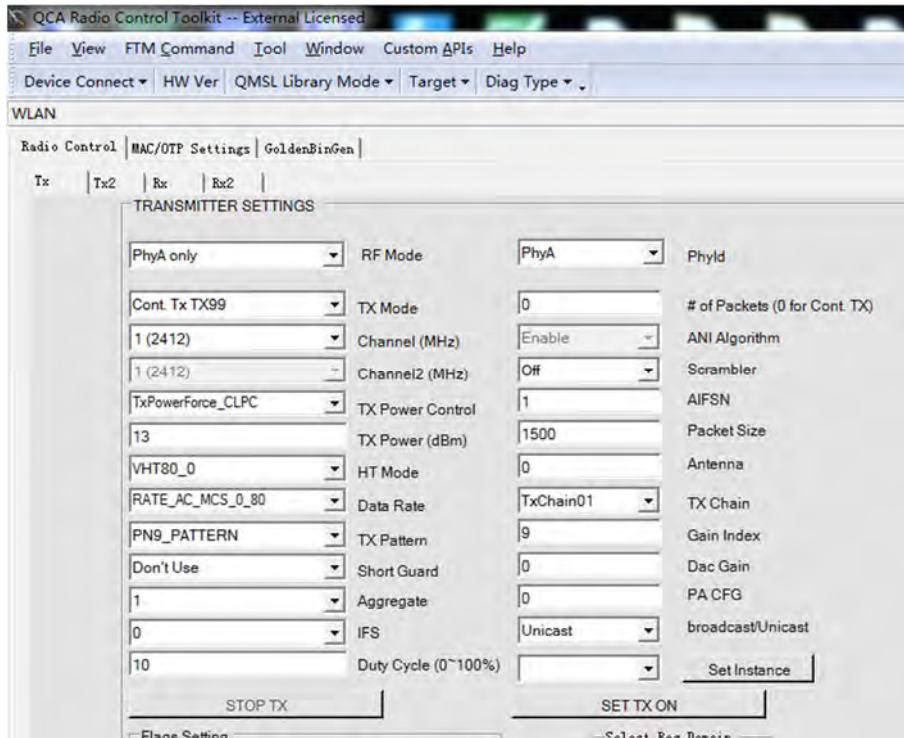 QCA Radio Control Toolkit -- External Licensed
File View FTM Command Tool Window Custom APIs Help
Device Connect HW Ver QMSL Library Mode Target Diag Type
WLAN
Radio Control MAC/OTP Settings GoldenBinGen
Tx Tx2 Rx Rx2
TRANSMITTER SETTINGS
PhyA only RF Mode PhyA PhyId
Cont. Tx TX99 TX Mode 0 # of Packets (0 for Cont. TX)
1 (2412) Channel (MHz) Enable ANI Algorithm
1 (2412) Channel2 (MHz) Off Scrambler
TxPowerForce_CLPC TX Power Control 1 AIFSN
13 TX Power (dBm) 1500 Packet Size
VHT80_0 HT Mode 0 Antenna
RATE_AC_MCS_0_80 Data Rate TxChain01 TX Chain
PN9_PATTERN TX Pattern 9 Gain Index
Don't Use Short Guard 0 Dac Gain
1 Aggregate 0 PA CFG
0 IFS Unicast broadcast/Unicast
10 Duty Cycle (0~100%) Set Instance
STOP TX SET TX ON
Flags Setting Select Reg Domain